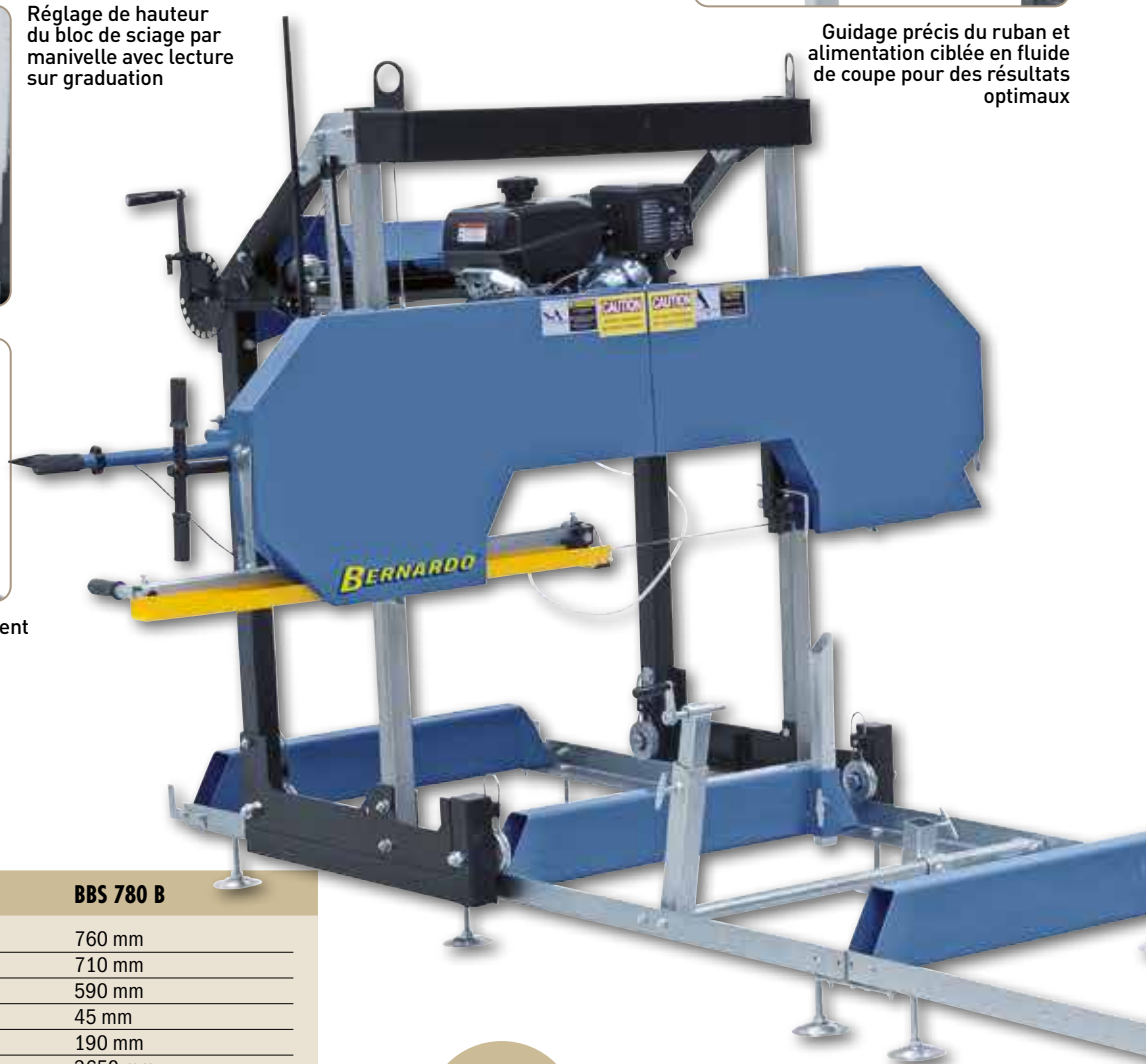 Réglage de hauteur
du bloc de sciage par
manivelle avec lecture
sur graduation
Guidage précis du ruban et
alimentation ciblée en fluide
de coupe pour des résultats
optimaux
CAUTION CAUTION
BERNARDO
ent
BBS 780 B
760 mm
710 mm
590 mm
45 mm
190 mm